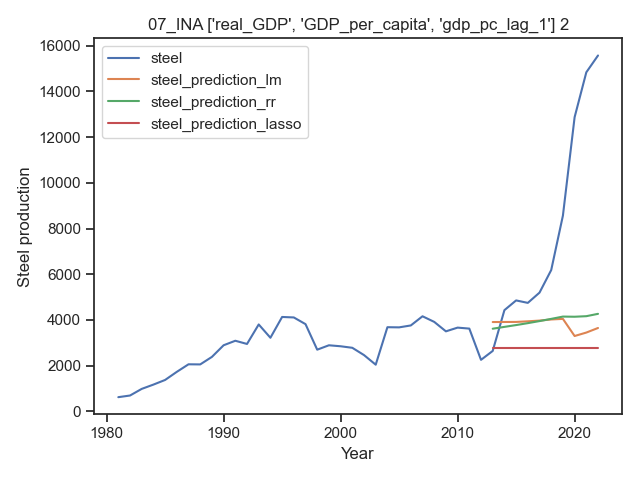 07_INA ['real_GDP', 'GDP_per_capita', 'gdp_pc_lag_1'] 2
16000
14000
12000
10000
8000
6000
4000
2000
0
Steel production
steel
steel_prediction_lm
steel_prediction_rr
steel_prediction_lasso
1980
1990
2000
2010
2020
Year